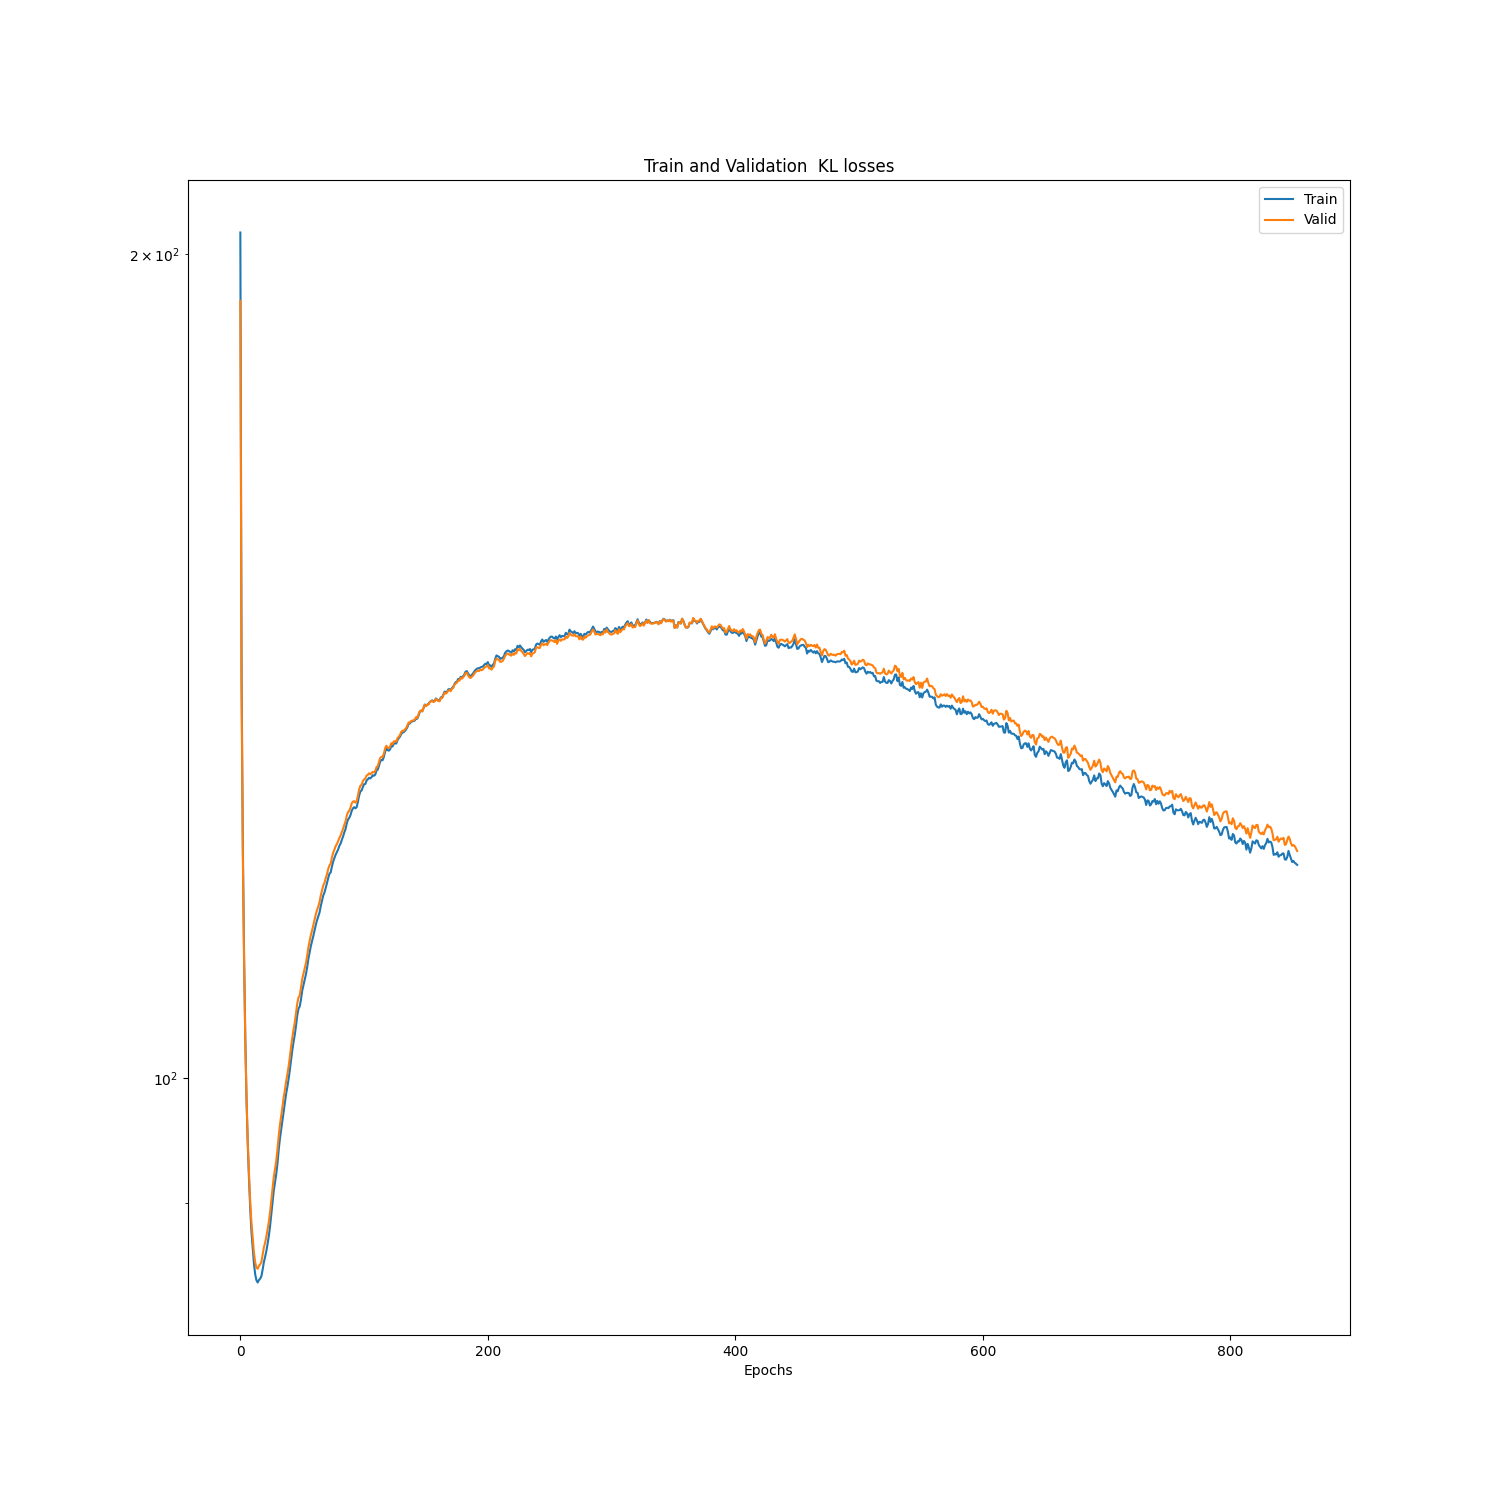 Train and Validation  KL losses
Train
Valid
2 × 10²
10²
0 200 400 600 800
Epochs